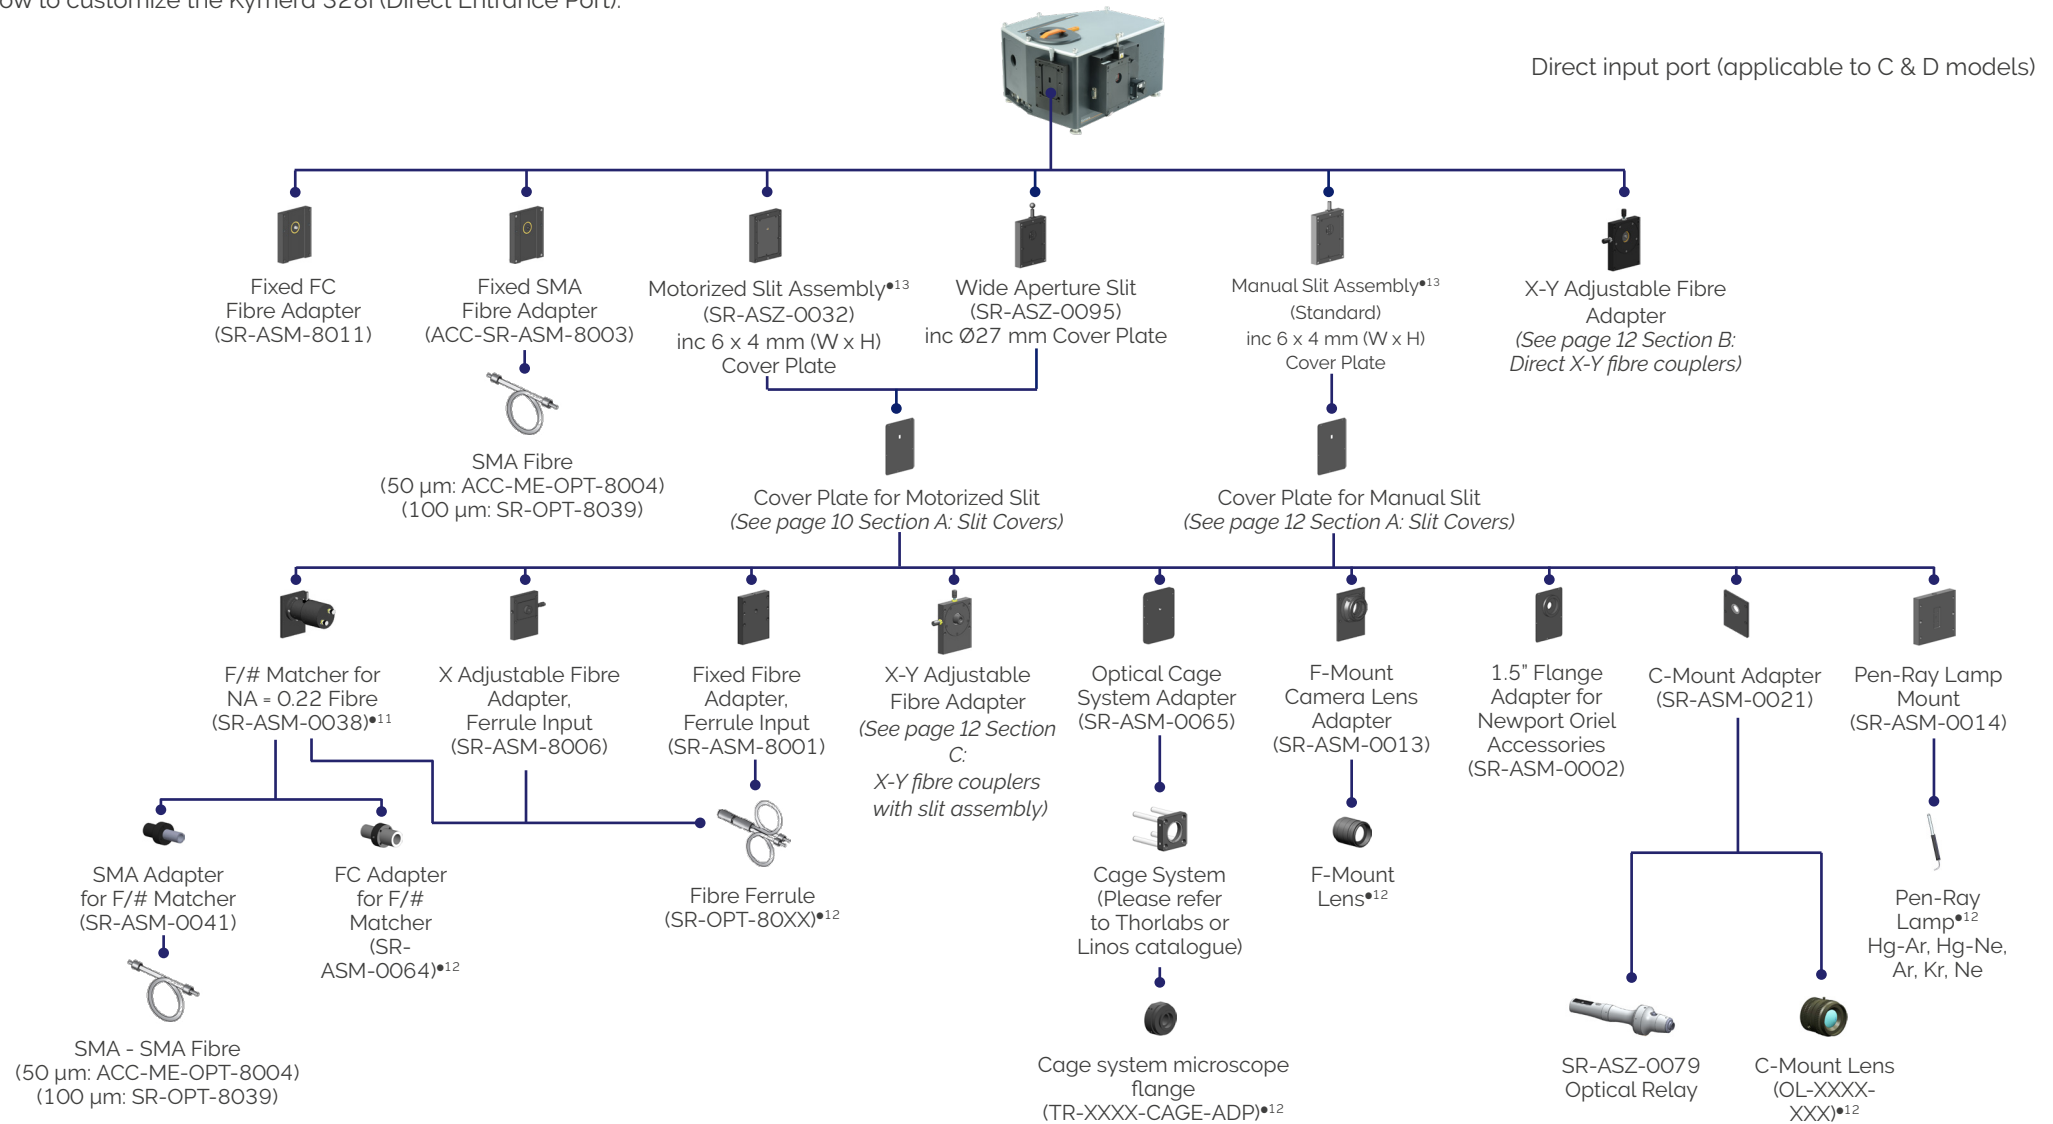 ow to customize the Kymera 328i (Direct Entrance Port).
Direct input port (applicable to C & D models)
Fixed FC
Fibre Adapter
(SR-ASM-8011)
Fixed SMA
Fibre Adapter
(ACC-SR-ASM-8003)
Motorized Slit Assembly●13
(SR-ASZ-0032)
inc 6 x 4 mm (W x H)
Cover Plate
Wide Aperture Slit
(SR-ASZ-0095)
inc Ø27 mm Cover Plate
Manual Slit Assembly●13
(Standard)
inc 6 x 4 mm (W x H)
Cover Plate
X-Y Adjustable Fibre
Adapter
(See page 12 Section B:
Direct X-Y fibre couplers)
SMA Fibre
(50 µm: ACC-ME-OPT-8004)
(100 µm: SR-OPT-8039)
Cover Plate for Motorized Slit
(See page 10 Section A: Slit Covers)
Cover Plate for Manual Slit
(See page 12 Section A: Slit Covers)
F/# Matcher for
NA = 0.22 Fibre
(SR-ASM-0038)●11
X Adjustable Fibre
Adapter,
Ferrule Input
(SR-ASM-8006)
Fixed Fibre
Adapter,
Ferrule Input
(SR-ASM-8001)
X-Y Adjustable
Fibre Adapter
(See page 12 Section
C:
X-Y fibre couplers
with slit assembly)
Optical Cage
System Adapter
(SR-ASM-0065)
F-Mount
Camera Lens
Adapter
(SR-ASM-0013)
1.5" Flange
Adapter for
Newport Oriel
Accessories
(SR-ASM-0002)
C-Mount Adapter
(SR-ASM-0021)
Pen-Ray Lamp
Mount
(SR-ASM-0014)
SMA Adapter
for F/# Matcher
(SR-ASM-0041)
FC Adapter
for F/#
Matcher
(SR-
ASM-0064)●12
Fibre Ferrule
(SR-OPT-80XX)●12
Cage System
(Please refer
to Thorlabs or
Linos catalogue)
F-Mount
Lens●12
Pen-Ray
Lamp●12
Hg-Ar, Hg-Ne,
Ar, Kr, Ne
SMA - SMA Fibre
(50 µm: ACC-ME-OPT-8004)
(100 µm: SR-OPT-8039)
Cage system microscope
flange
(TR-XXXX-CAGE-ADP)●12
SR-ASZ-0079
Optical Relay
C-Mount Lens
(OL-XXXX-
XXX)●12